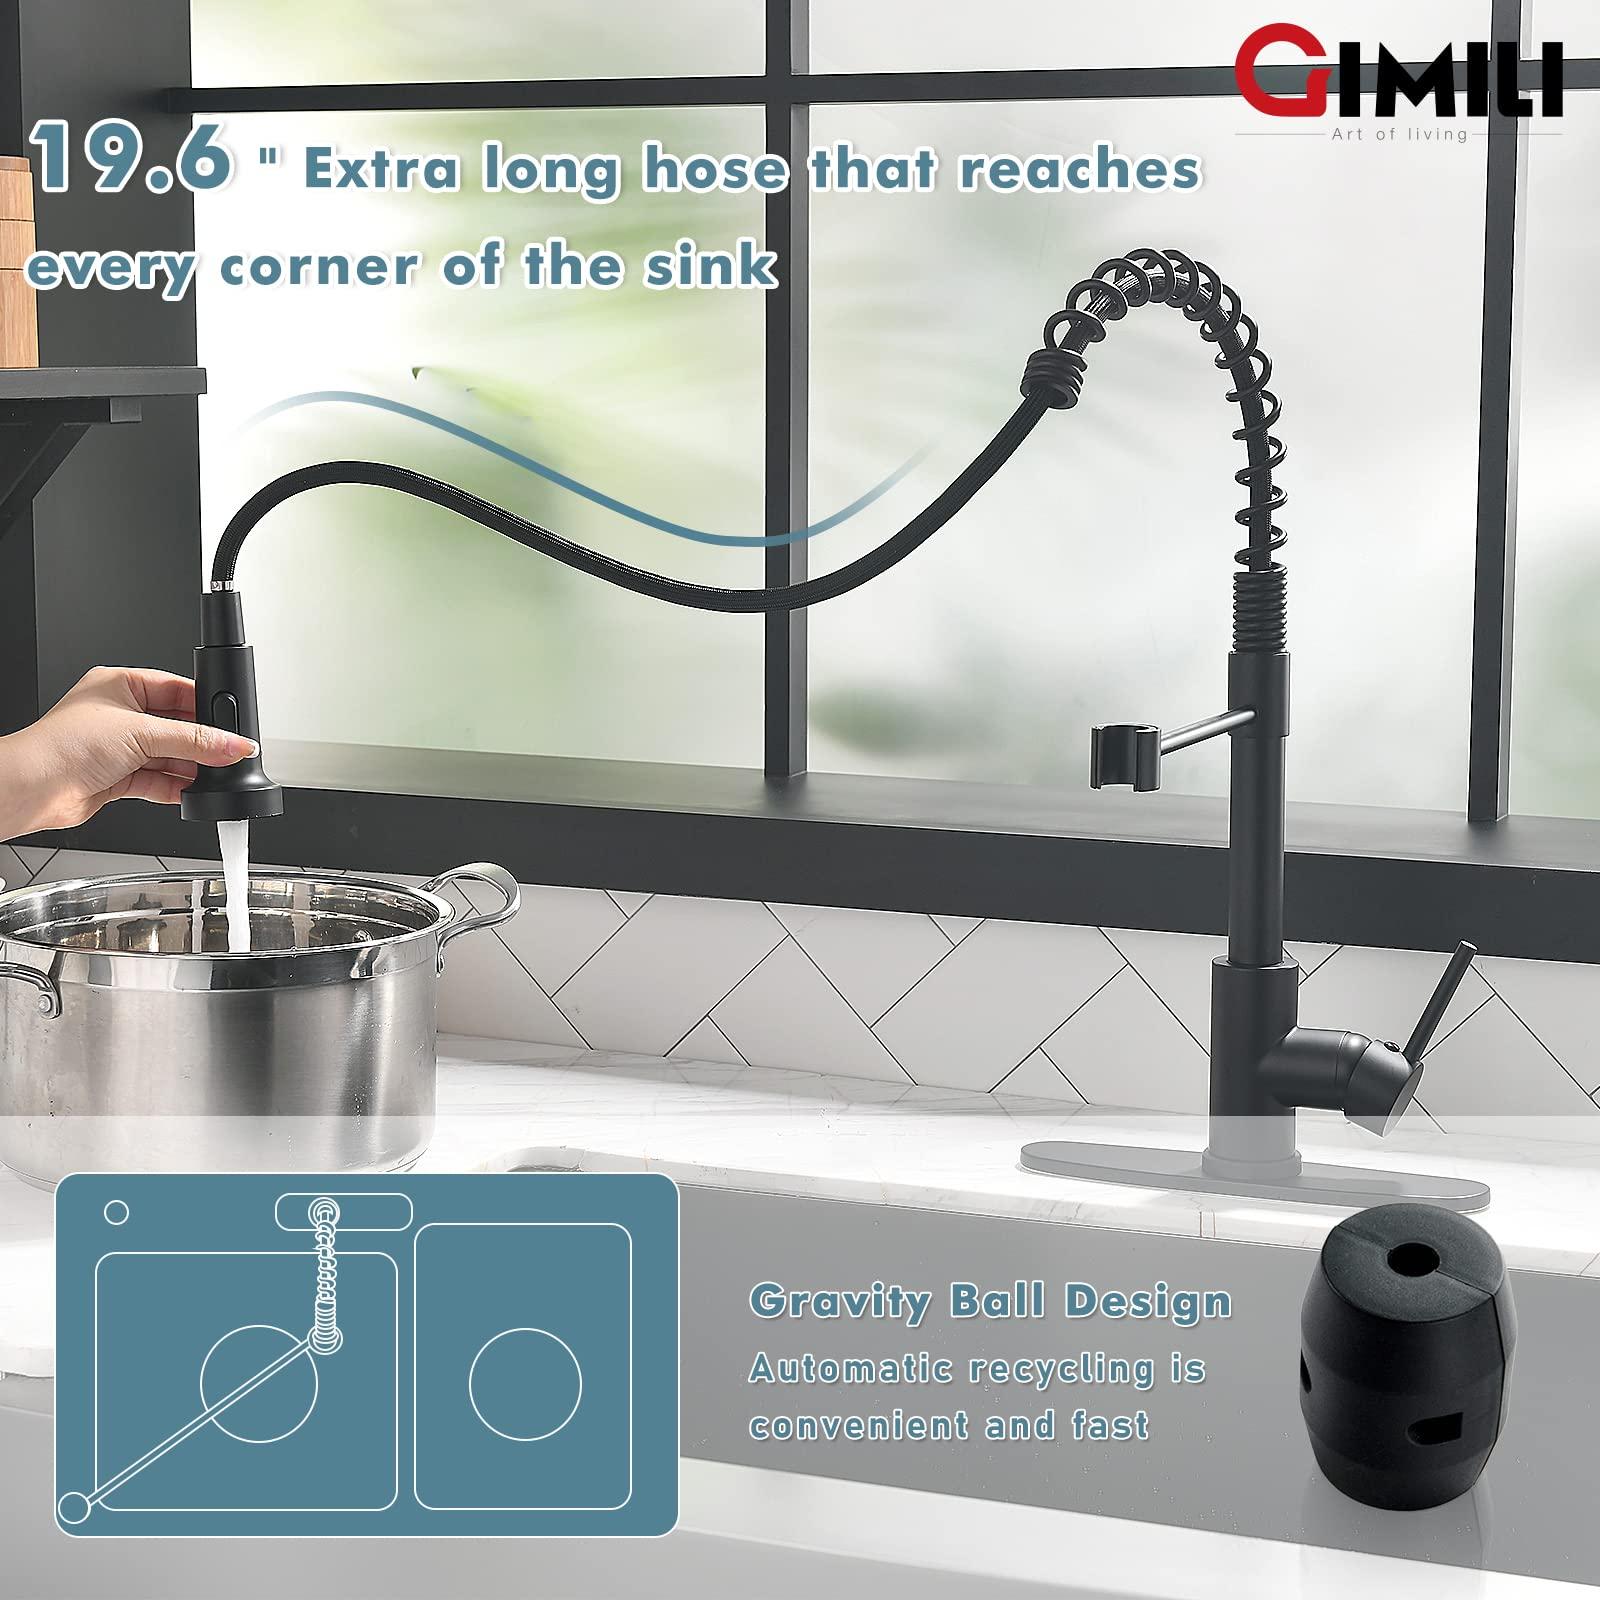 GIMILI
Art of living
19.6 " Extra long hose that reaches
every corner of the sink
Gravity Ball Design
Automatic recycling is
convenient and fast